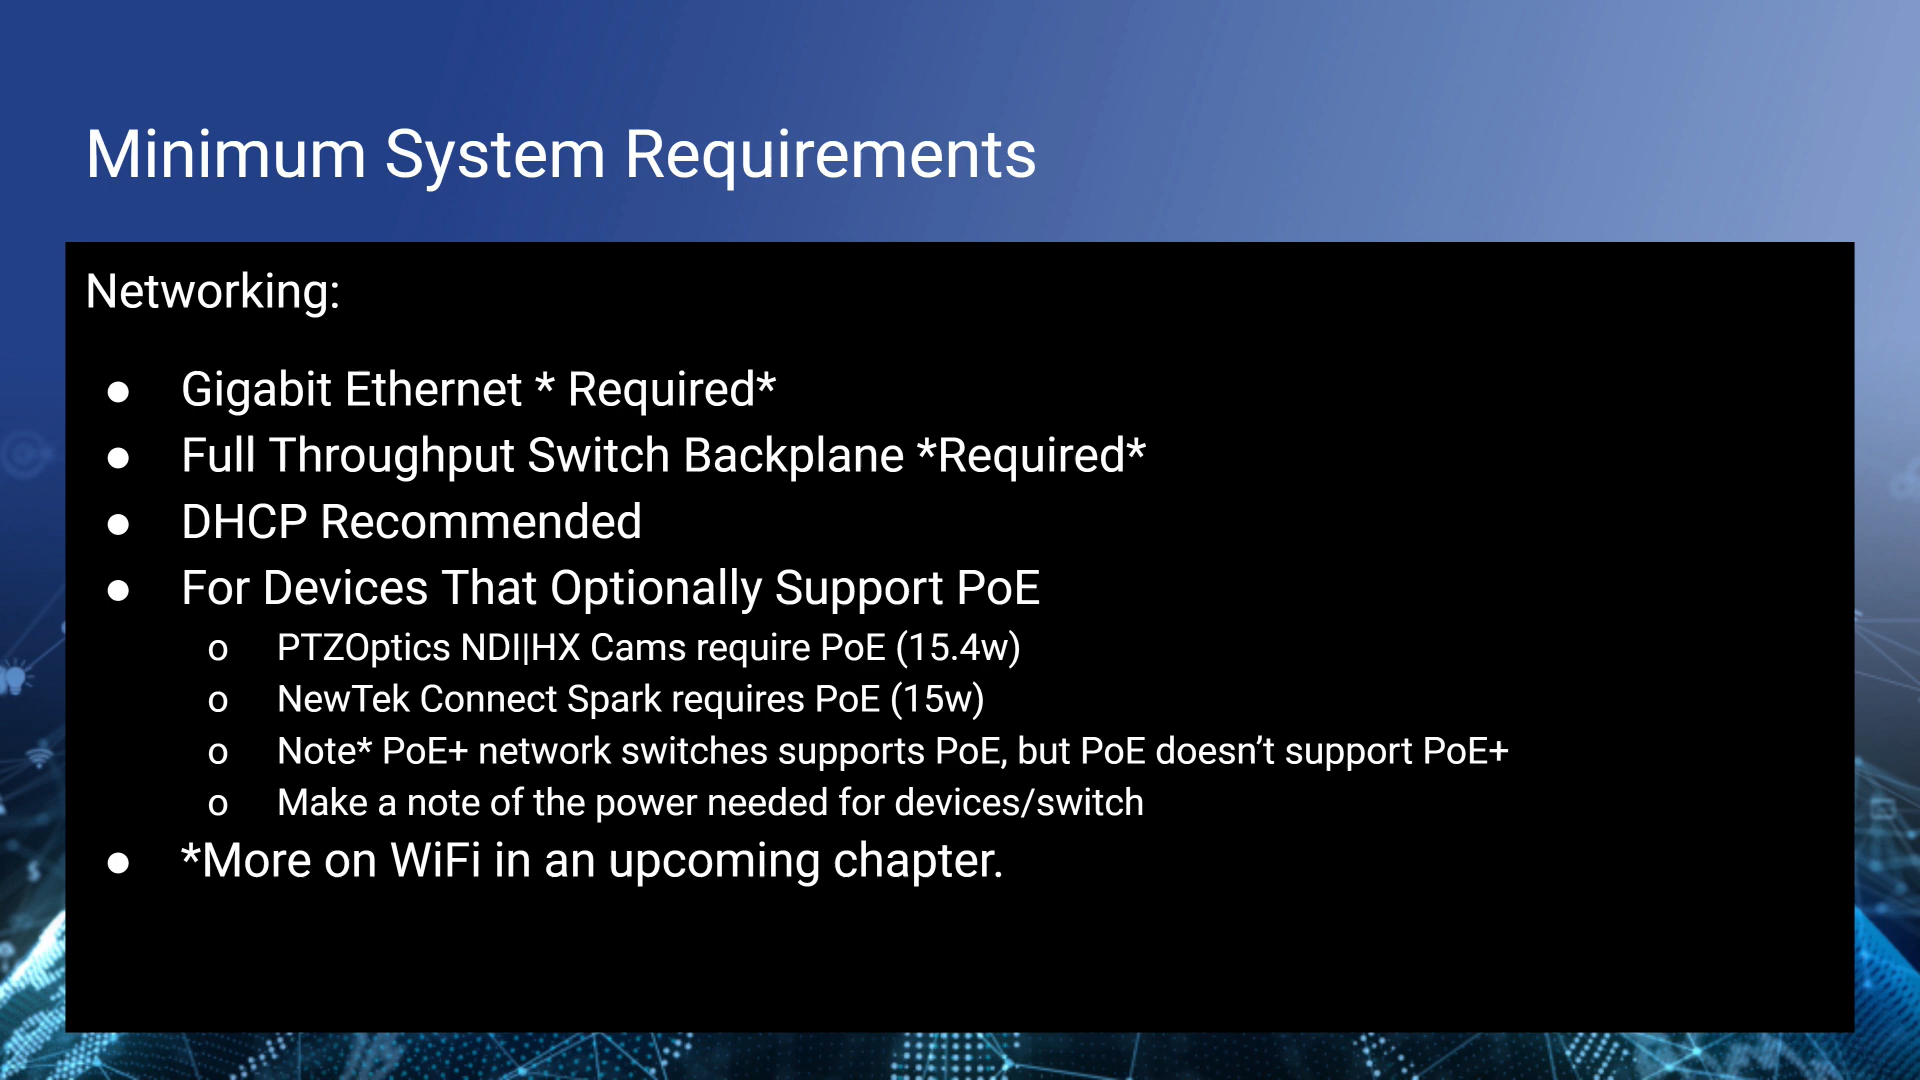 Minimum System Requirements
Networking:
● Gigabit Ethernet * Required*
● Full Throughput Switch Backplane *Required*
● DHCP Recommended
● For Devices That Optionally Support PoE
o PTZOptics NDI||HX Cams require PoE (15.4w)
o NewTek Connect Spark requires PoE (15w)
o Note* PoE+ network switches supports PoE, but PoE doesn’t support PoE+
o Make a note of the power needed for devices/switch
● *More on WiFi in an upcoming chapter.